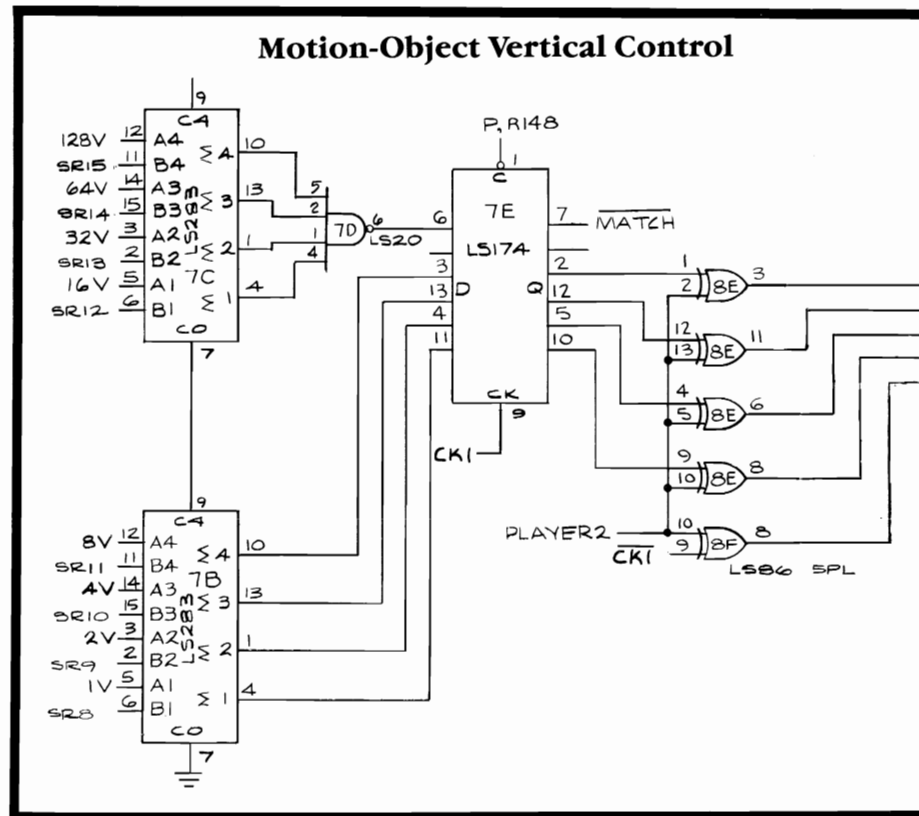 Motion-Object Vertical Control
9
C4
128V 12 A4
SR15 11 B4
64V 14 A3
SR14 15 B3
32V 3 A2
SR13 2 B2
16V 5 A1
SR12 6 B1
Σ4 10
Σ3 13
Σ2 1
Σ1 4
LS283
7C
C0
7
5
2
1
4
7D
6
LS20
P, R148
1
C
7E
LS174
6
3
13 D
4
11
7 MATCH
2
Q 12
5
10
CK
9
CK1
1
2 8E 3
12
13 8E 11
4
5 8E 6
9
10 8E 8
PLAYER2 10
CK1 9 8F 8
LS86 SPL
9
C4
8V 12 A4
SR11 11 B4
4V 14 A3
SR10 15 B3
2V 3 A2
SR9 2 B2
1V 5 A1
SR8 6 B1
Σ4 10
Σ3 13
Σ2 1
Σ1 4
7B
LS283
C0
7